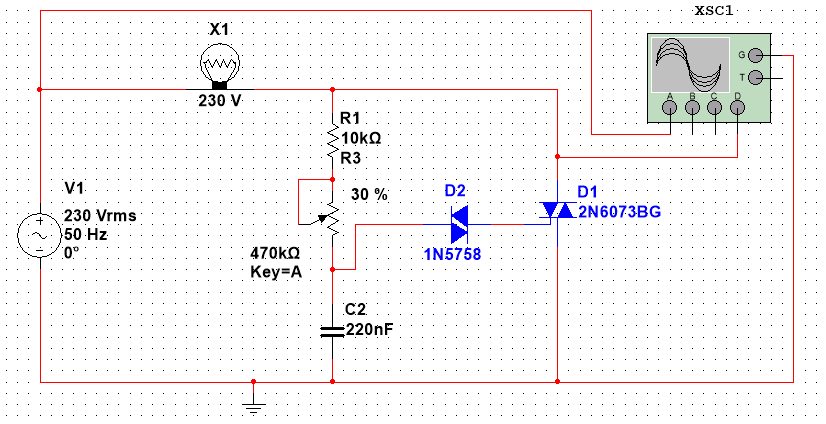 XSC1
X1
G
T
A B C D
230 V
R1
10kΩ
R3
V1
30 %
D2
D1
230 Vrms
2N6073BG
50 Hz
0°
470kΩ
1N5758
Key=A
C2
220nF